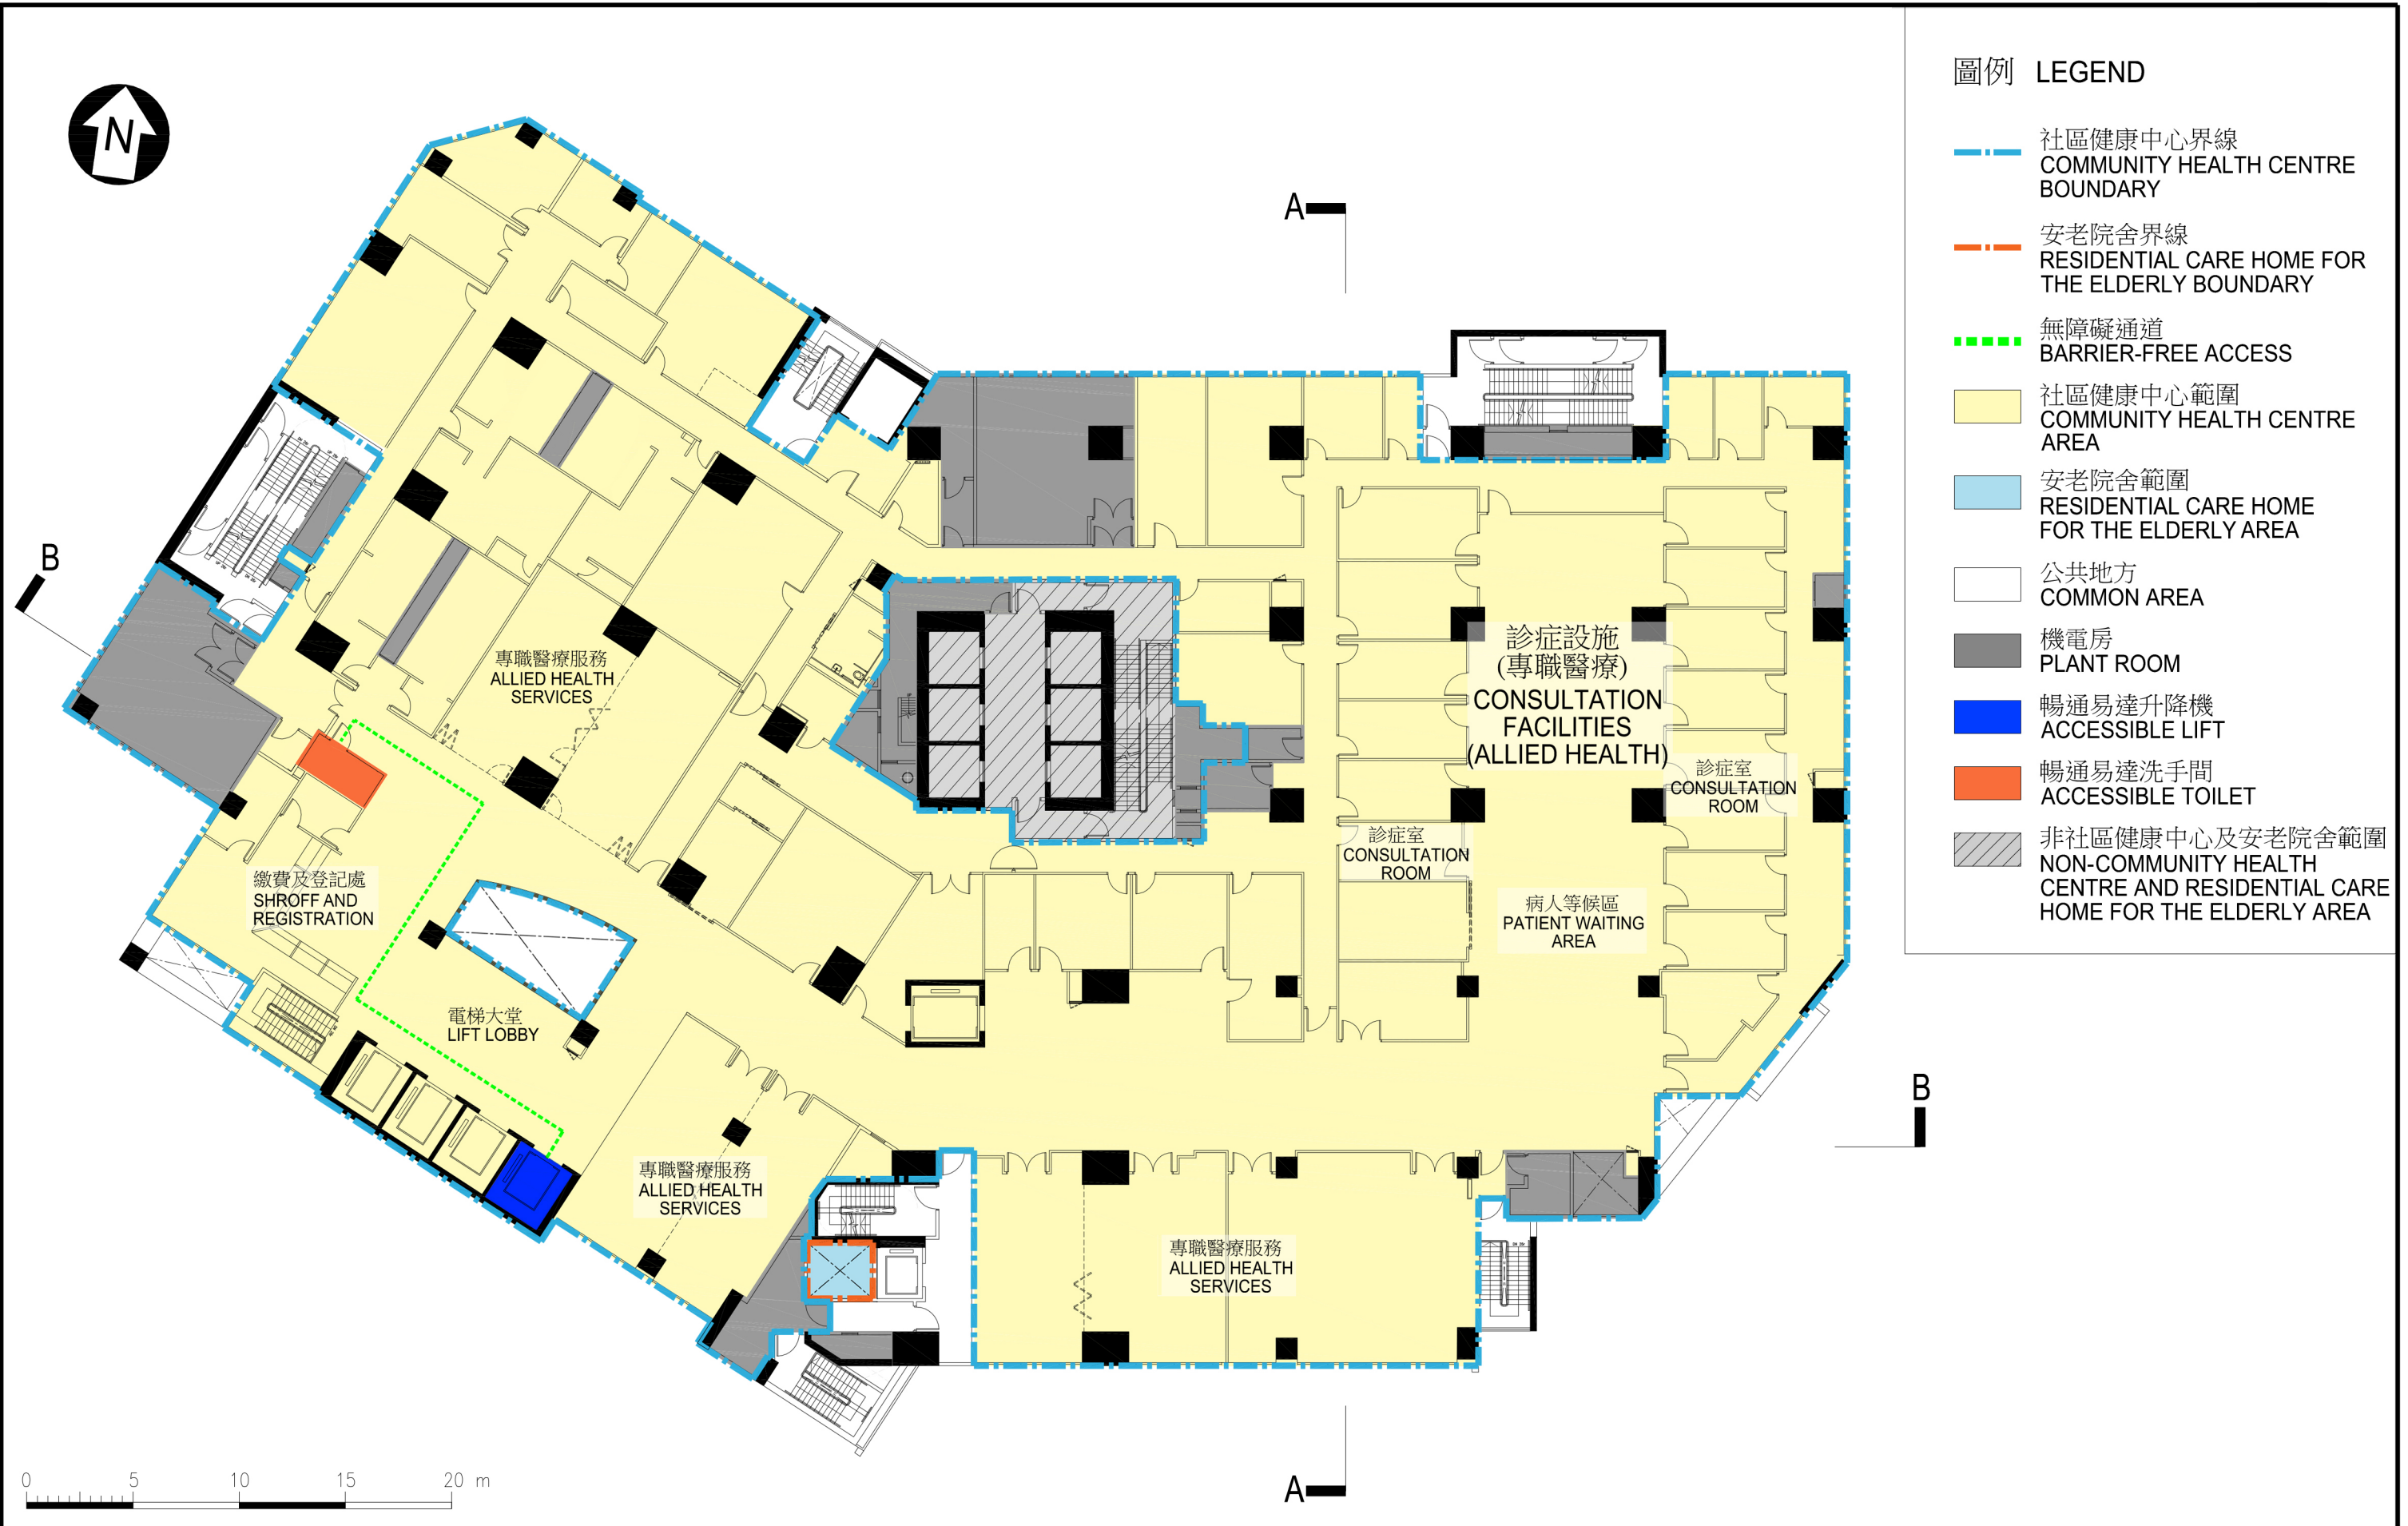 N
A
B
專職醫療服務
ALLIED HEALTH
SERVICES
診症設施
(專職醫療)
CONSULTATION
FACILITIES
(ALLIED HEALTH)
診症室
CONSULTATION
ROOM
診症室
CONSULTATION
ROOM
繳費及登記處
SHROFF AND
REGISTRATION
病人等候區
PATIENT WAITING
AREA
電梯大堂
LIFT LOBBY
B
專職醫療服務
ALLIED HEALTH
SERVICES
專職醫療服務
ALLIED HEALTH
SERVICES
A
0 5 10 15 20 m
圖例 LEGEND
社區健康中心界線
COMMUNITY HEALTH CENTRE
BOUNDARY
安老院舍界線
RESIDENTIAL CARE HOME FOR
THE ELDERLY BOUNDARY
無障礙通道
BARRIER-FREE ACCESS
社區健康中心範圍
COMMUNITY HEALTH CENTRE
AREA
安老院舍範圍
RESIDENTIAL CARE HOME
FOR THE ELDERLY AREA
公共地方
COMMON AREA
機電房
PLANT ROOM
暢通易達升降機
ACCESSIBLE LIFT
暢通易達洗手間
ACCESSIBLE TOILET
非社區健康中心及安老院舍範圍
NON-COMMUNITY HEALTH
CENTRE AND RESIDENTIAL CARE
HOME FOR THE ELDERLY AREA